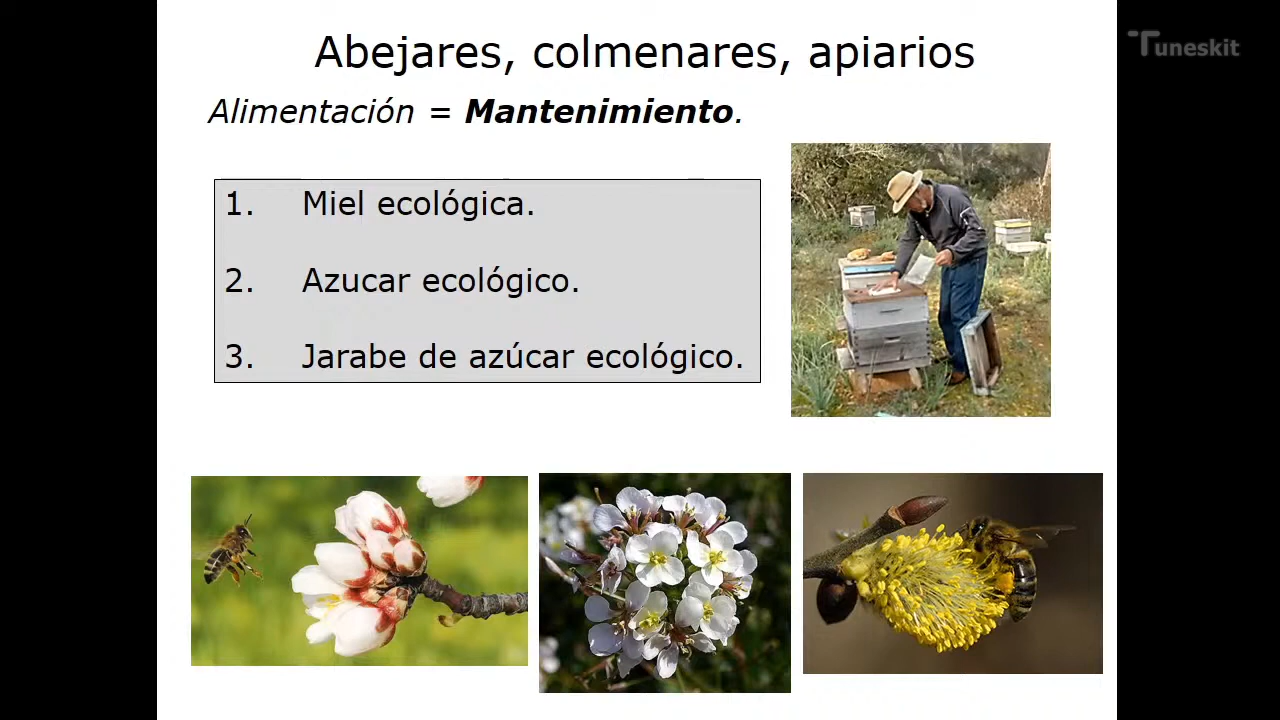 Abejares, colmenares, apiarios
Tuneskit
Alimentación = Mantenimiento.
1. Miel ecológica.
2. Azucar ecológico.
3. Jarabe de azúcar ecológico.